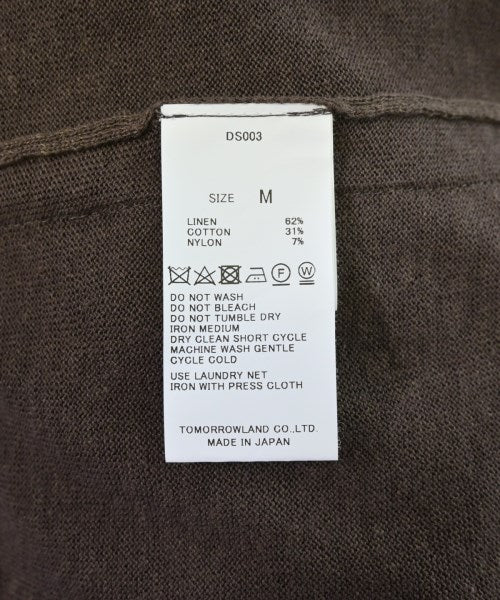 DS003
SIZE M
LINEN 62%
COTTON 31%
NYLON 7%
F W
DO NOT WASH
DO NOT BLEACH
DO NOT TUMBLE DRY
IRON MEDIUM
DRY CLEAN SHORT CYCLE
MACHINE WASH GENTLE
CYCLE COLD
USE LAUNDRY NET
IRON WITH PRESS CLOTH
TOMORROWLAND CO.,LTD.
MADE IN JAPAN